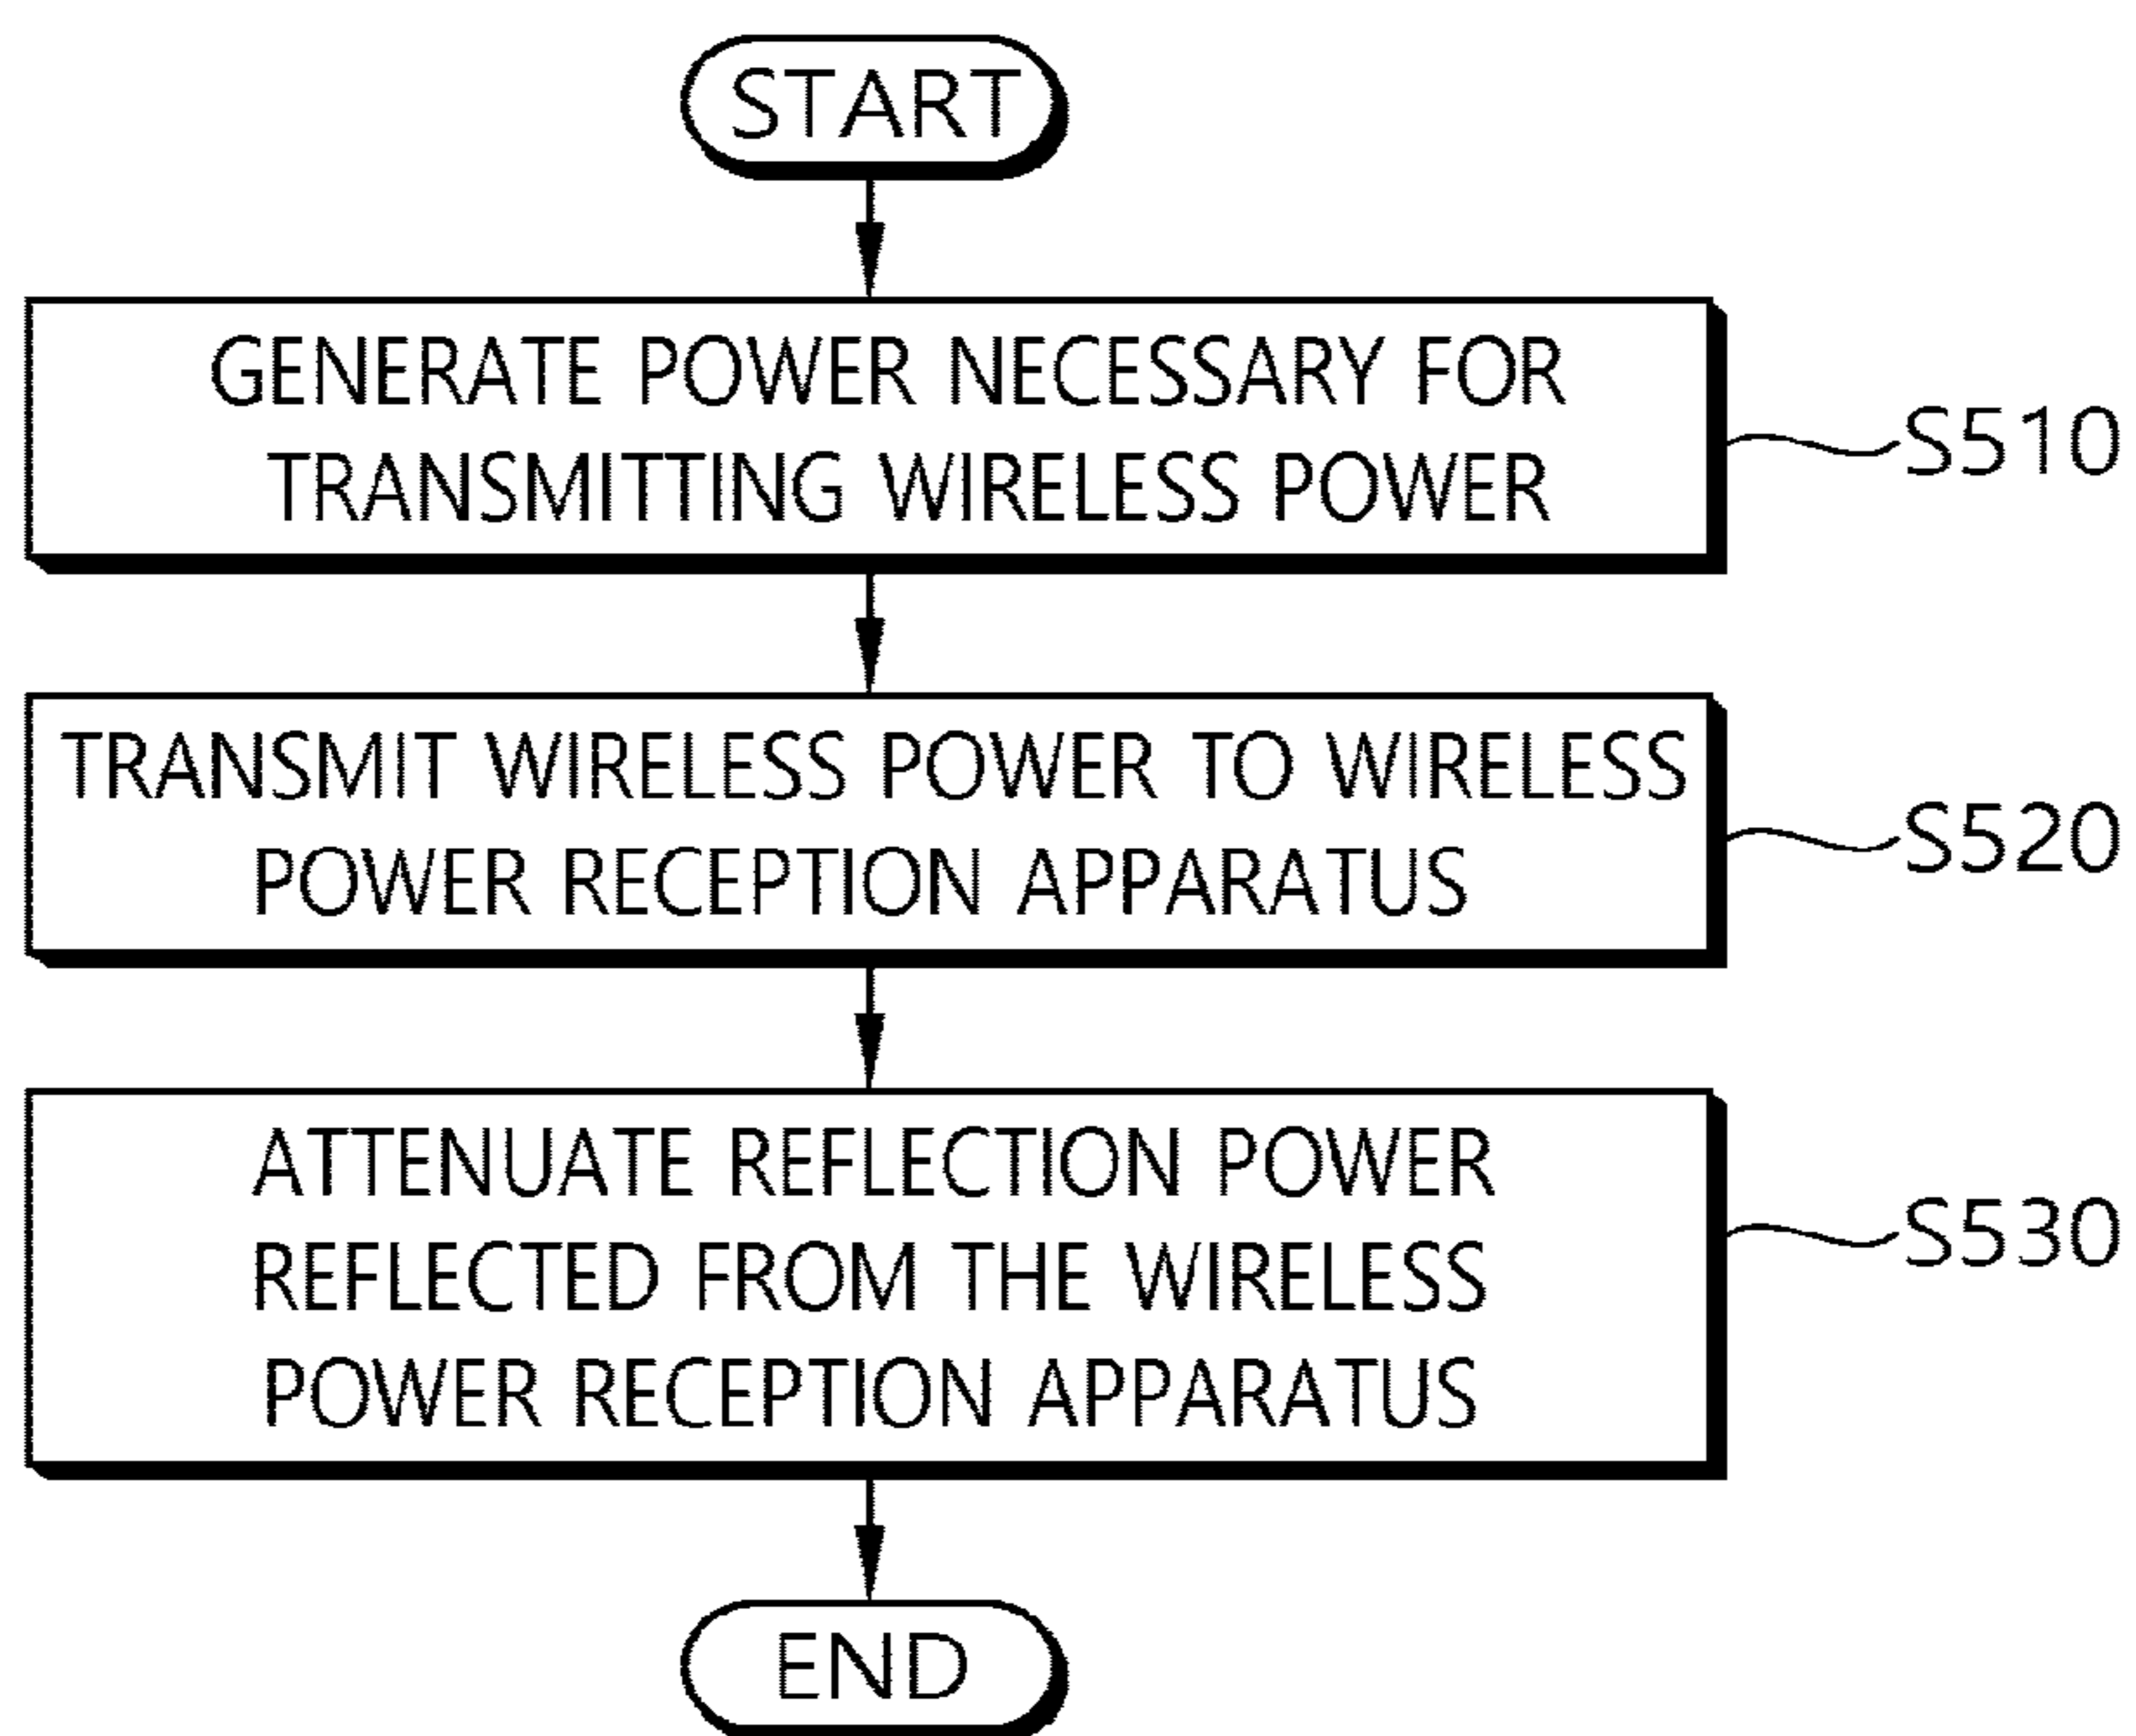 START
GENERATE POWER NECESSARY FOR
TRANSMITTING WIRELESS POWER
S510
TRANSMIT WIRELESS POWER TO WIRELESS
POWER RECEPTION APPARATUS
S520
ATTENUATE REFLECTION POWER
REFLECTED FROM THE WIRELESS
POWER RECEPTION APPARATUS
S530
END